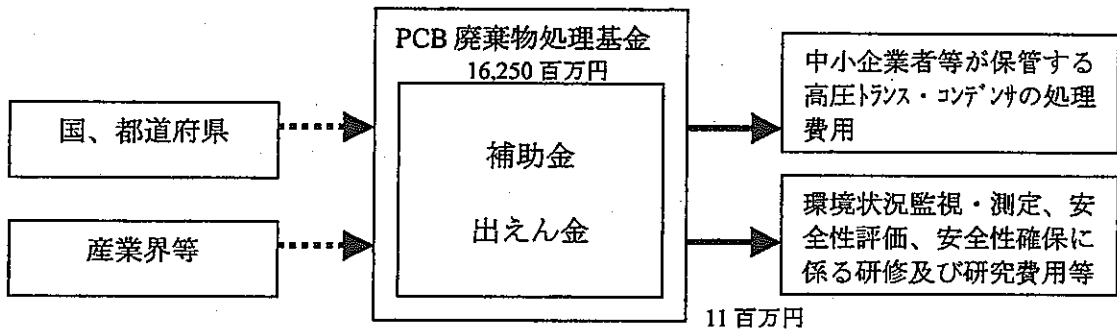 国、都道府県
産業界等
PCB 廃棄物処理基金
16,250 百万円
補助金
出えん金
中小企業者等が保管する
高圧ﾄﾗﾝｽ・ｺﾝﾃﾞﾝｻの処理
費用
環境状況監視・測定、安
全性評価、安全性確保に
係る研修及び研究費用等
11 百万円